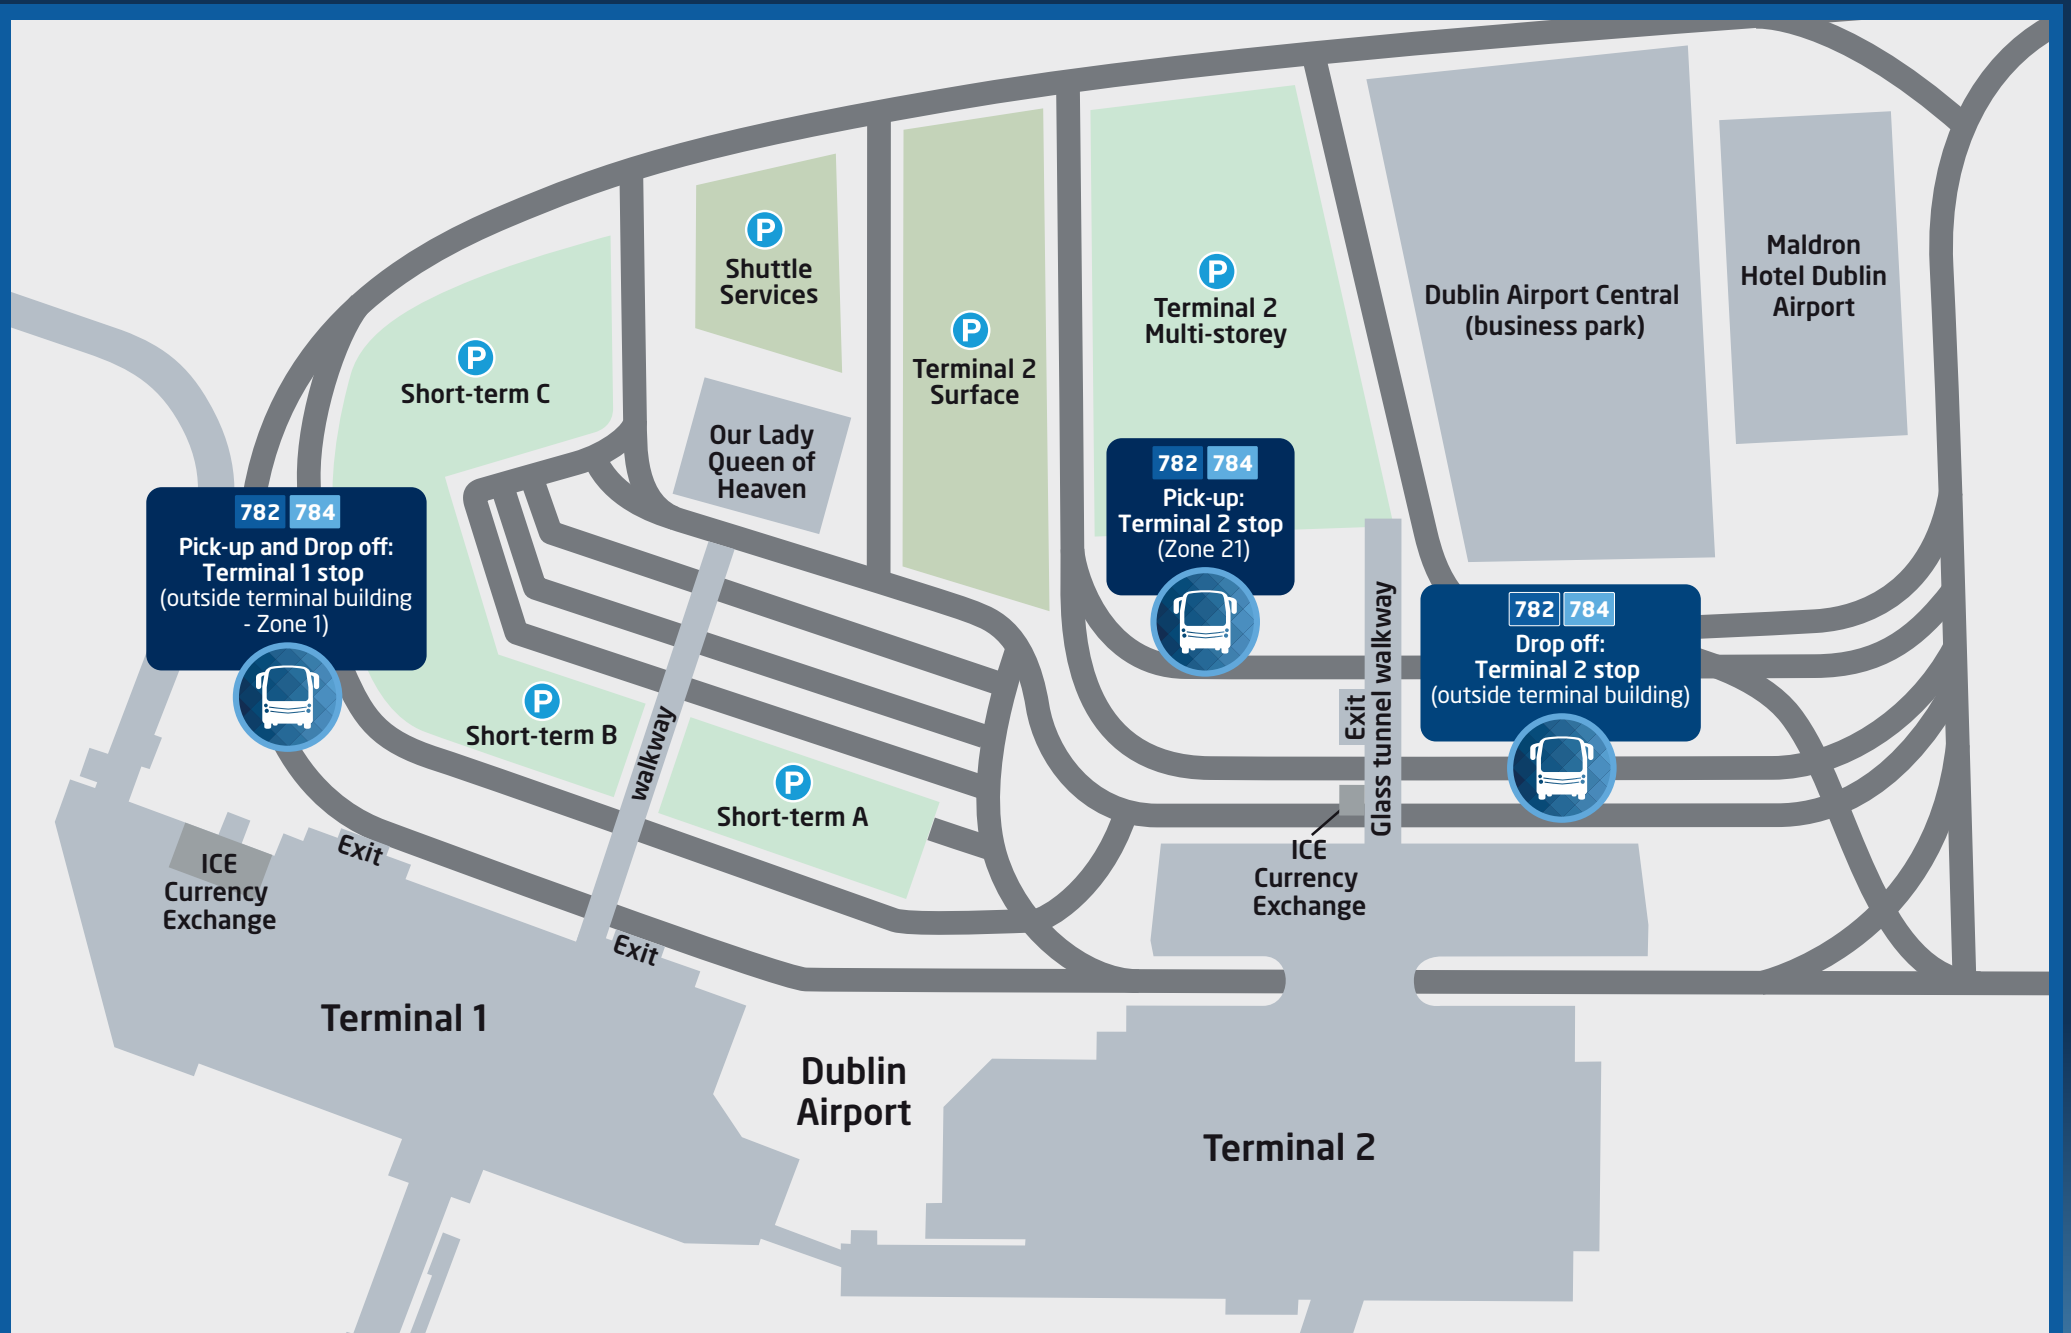 P
Shuttle
Services
P
Short-term C
P
Terminal 2
Surface
P
Terminal 2
Multi-storey
Dublin Airport Central
(business park)
Maldron
Hotel Dublin
Airport
Our Lady
Queen of
Heaven
782 784
Pick-up and Drop off:
Terminal 1 stop
(outside terminal building
- Zone 1)
782 784
Pick-up:
Terminal 2 stop
(Zone 21)
782 784
Drop off:
Terminal 2 stop
(outside terminal building)
P
Short-term B
walkway
P
Short-term A
Exit
Glass tunnel walkway
ICE
Currency
Exchange
Exit
ICE
Currency
Exchange
Exit
Terminal 1
Dublin
Airport
Terminal 2